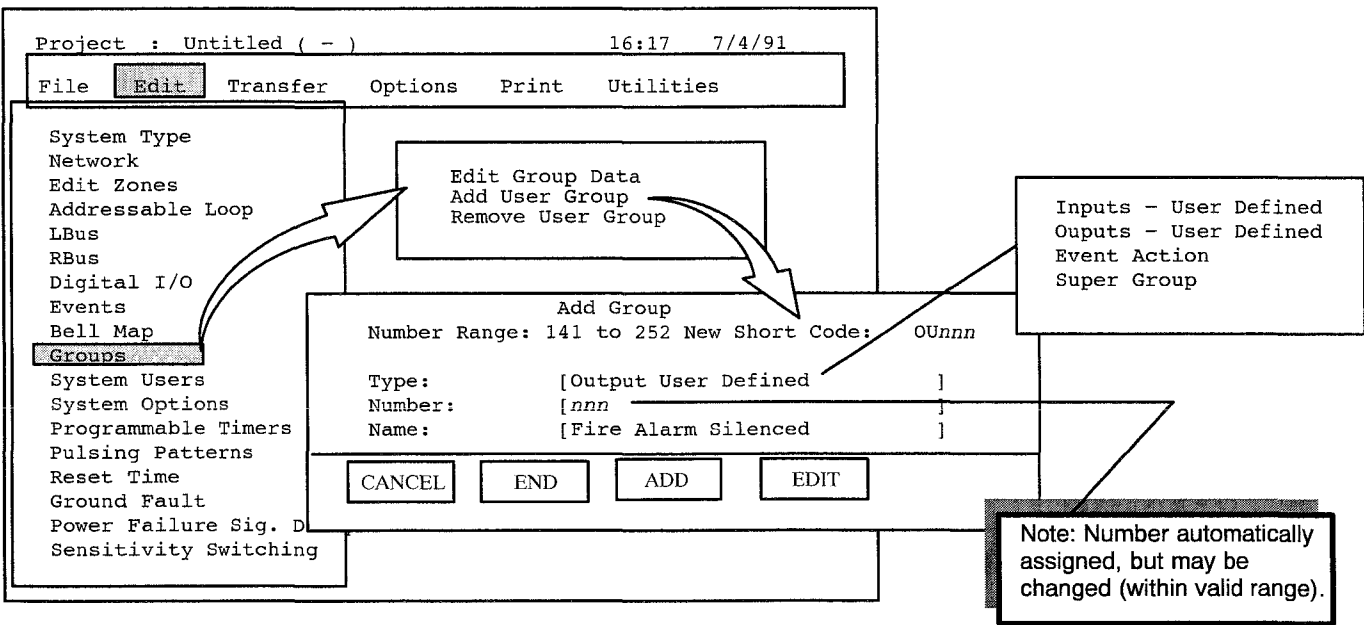 Project : Untitled ( - ) 16:17 7/4/91
File Edit Transfer Options Print Utilities
System Type
Network
Edit Zones
Addressable Loop
LBus
RBus
Digital I/O
Events
Bell Map
Groups
System Users
System Options
Programmable Timers
Pulsing Patterns
Reset Time
Ground Fault
Power Failure Sig. D
Sensitivity Switching
Edit Group Data
Add User Group
Remove User Group
Add Group
Number Range: 141 to 252 New Short Code: OUnnn
Type: [Output User Defined ]
Number: [nnn ]
Name: [Fire Alarm Silenced ]
CANCEL END ADD EDIT
Inputs - User Defined
Ouputs - User Defined
Event Action
Super Group
Note: Number automatically
assigned, but may be
changed (within valid range).